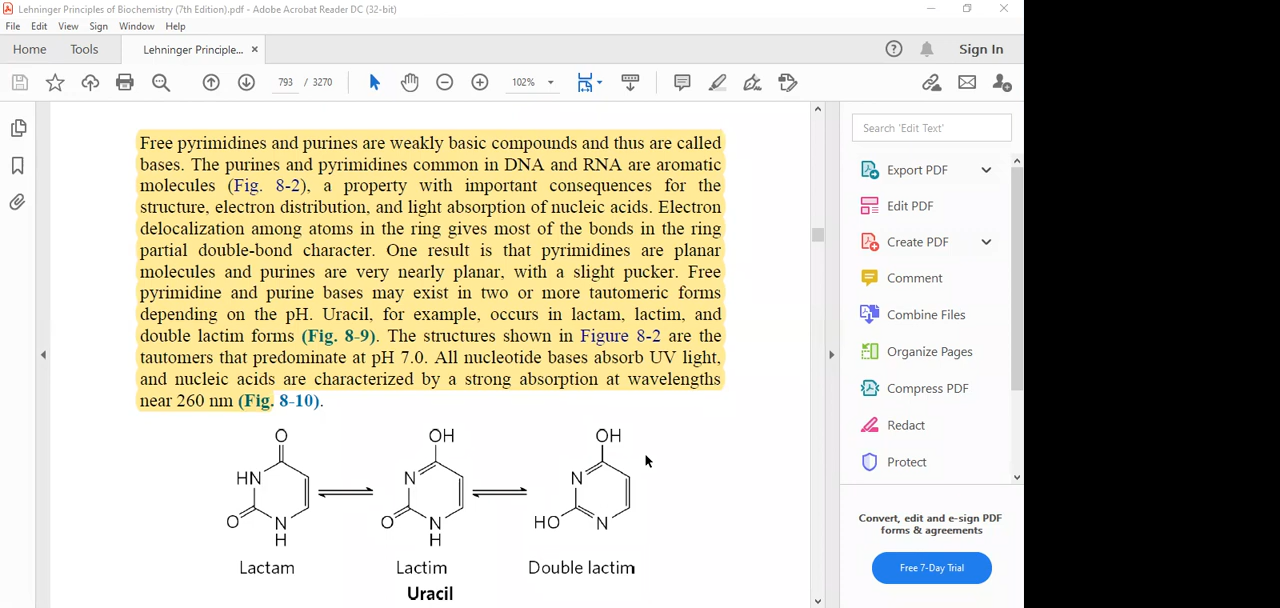 Lehninger Principles of Biochemistry (7th Edition).pdf - Adobe Acrobat Reader DC (32-bit)
File Edit View Sign Window Help
Home Tools Lehninger Principle... × Sign In
793 / 3270 102%
Search 'Edit Text'
Export PDF
Edit PDF
Create PDF
Comment
Combine Files
Organize Pages
Compress PDF
Redact
Protect
Convert, edit and e-sign PDF
forms & agreements
Free 7-Day Trial
Free pyrimidines and purines are weakly basic compounds and thus are called
bases. The purines and pyrimidines common in DNA and RNA are aromatic
molecules (Fig. 8-2), a property with important consequences for the
structure, electron distribution, and light absorption of nucleic acids. Electron
delocalization among atoms in the ring gives most of the bonds in the ring
partial double-bond character. One result is that pyrimidines are planar
molecules and purines are very nearly planar, with a slight pucker. Free
pyrimidine and purine bases may exist in two or more tautomeric forms
depending on the pH. Uracil, for example, occurs in lactam, lactim, and
double lactim forms (Fig. 8-9). The structures shown in Figure 8-2 are the
tautomers that predominate at pH 7.0. All nucleotide bases absorb UV light,
and nucleic acids are characterized by a strong absorption at wavelengths
near 260 nm (Fig. 8-10).
O OH OH
HN N N
O N O N HO N
H H
Lactam Lactim Double lactim
Uracil